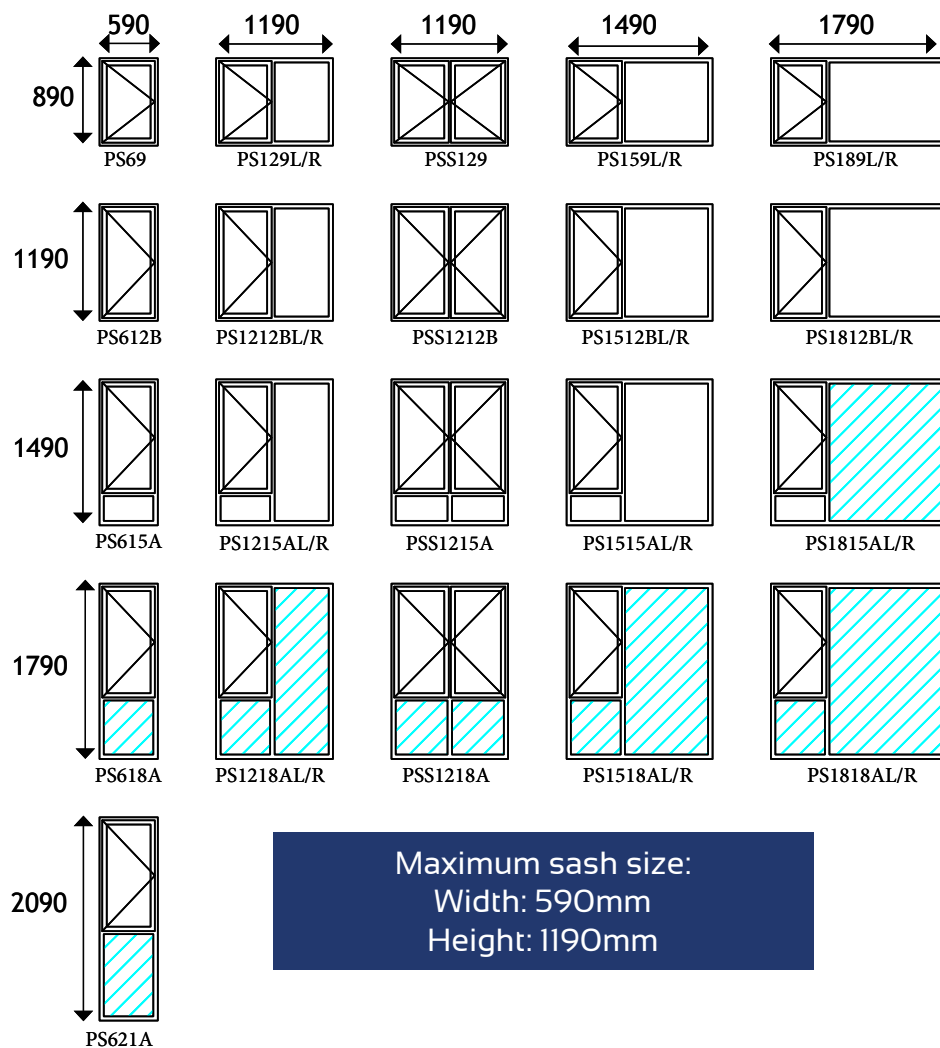 590 1190 1190 1490 1790
890
PS69 PS129L/R PSS129 PS159L/R PS189L/R
1190
PS612B PS1212BL/R PSS1212B PS1512BL/R PS1812BL/R
1490
PS615A PS1215AL/R PSS1215A PS1515AL/R PS1815AL/R
1790
PS618A PS1218AL/R PSS1218A PS1518AL/R PS1818AL/R
2090
Maximum sash size:
Width: 590mm
Height: 1190mm
PS621A